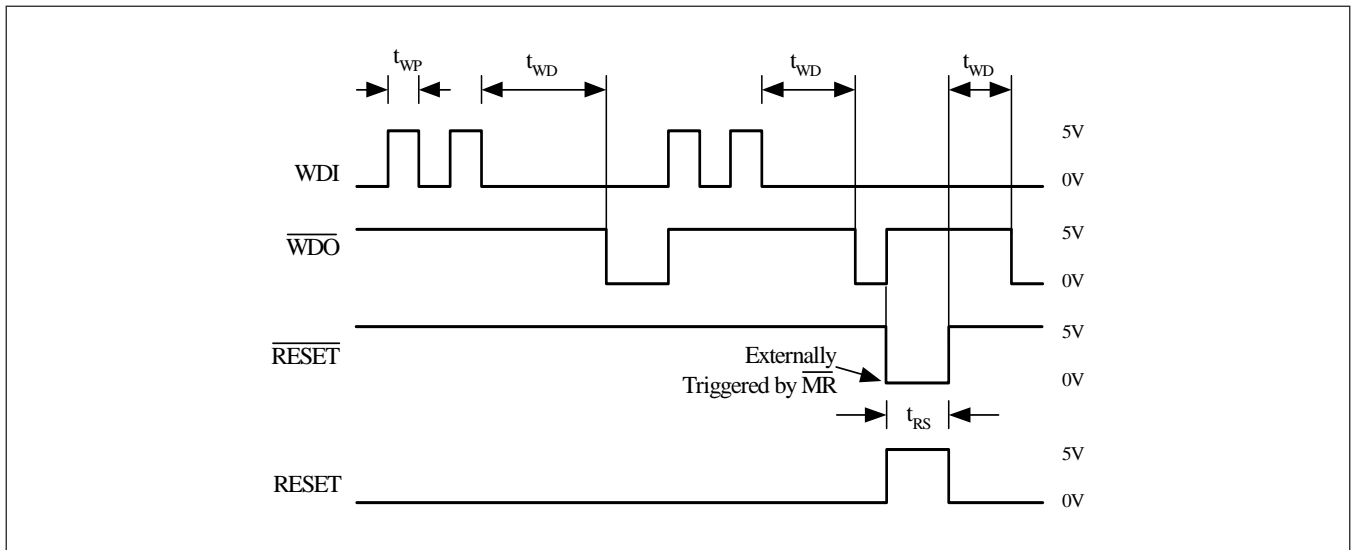 tWP
tWD
tWD
tWD
WDI
5V
0V
WDO
5V
0V
RESET
5V
0V
Externally
Triggered by MR
tRS
RESET
5V
0V